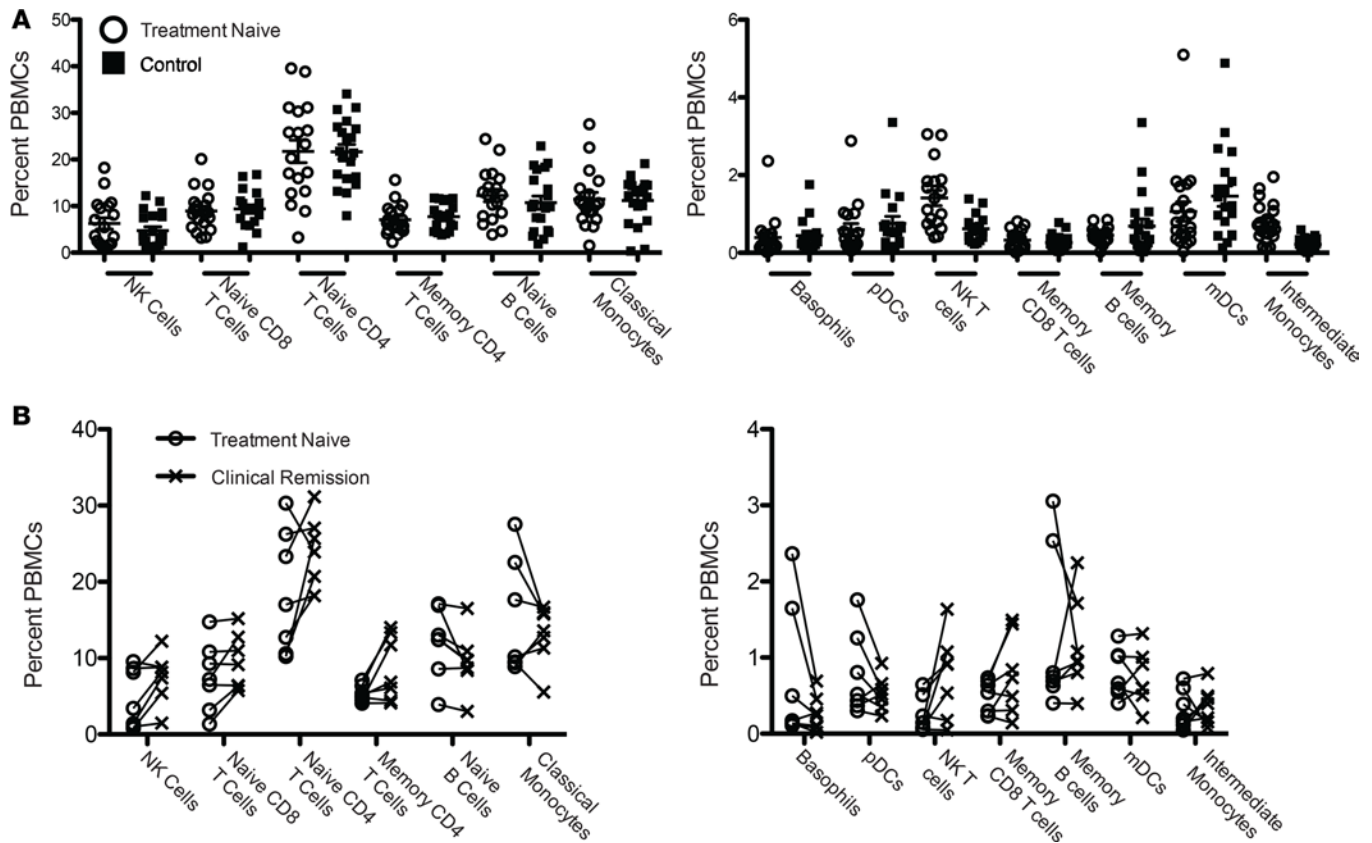 A
Treatment Naive
Control
Percent PBMCs
50
40
30
20
10
0
NK Cells
Naive CD8
T Cells
Naive CD4
T Cells
Memory CD4
T Cells
Naive
B Cells
Classical
Monocytes
Percent PBMCs
6
4
2
0
Basophils
pDCs
NK T
cells
Memory
CD8 T cells
Memory
B cells
mDCs
Intermediate
Monocytes
B
Treatment Naive
Clinical Remission
Percent PBMCs
40
30
20
10
0
NK Cells
Naive CD8
T Cells
Naive CD4
T Cells
Memory CD4
T Cells
Naive
B Cells
Classical
Monocytes
Percent PBMCs
4
3
2
1
0
Basophils
pDCs
NK T
cells
Memory
CD8 T cells
Memory
B cells
mDCs
Intermediate
Monocytes